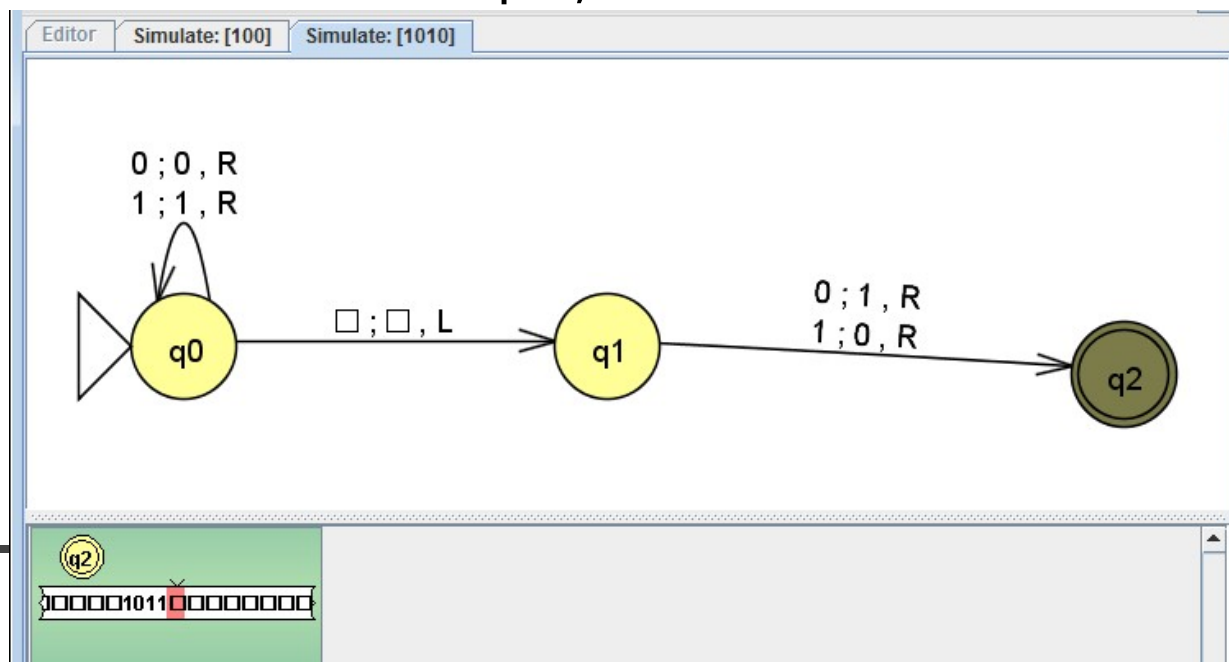 Editor Simulate: [100] Simulate: [1010]
0 ; 0 , R
1 ; 1 , R
□ ; □ , L
0 ; 1 , R
1 ; 0 , R
q0 q1 q2
q2
□□□□□1011□□□□□□□□